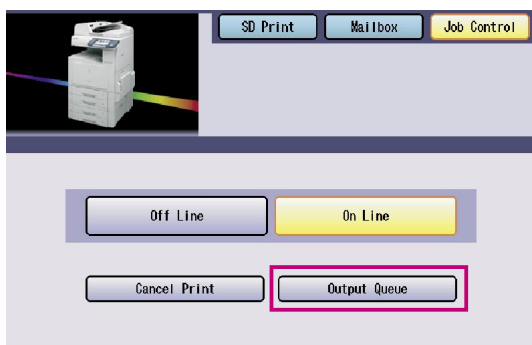 SD Print Mailbox Job Control
Off Line On Line
Cancel Print Output Queue